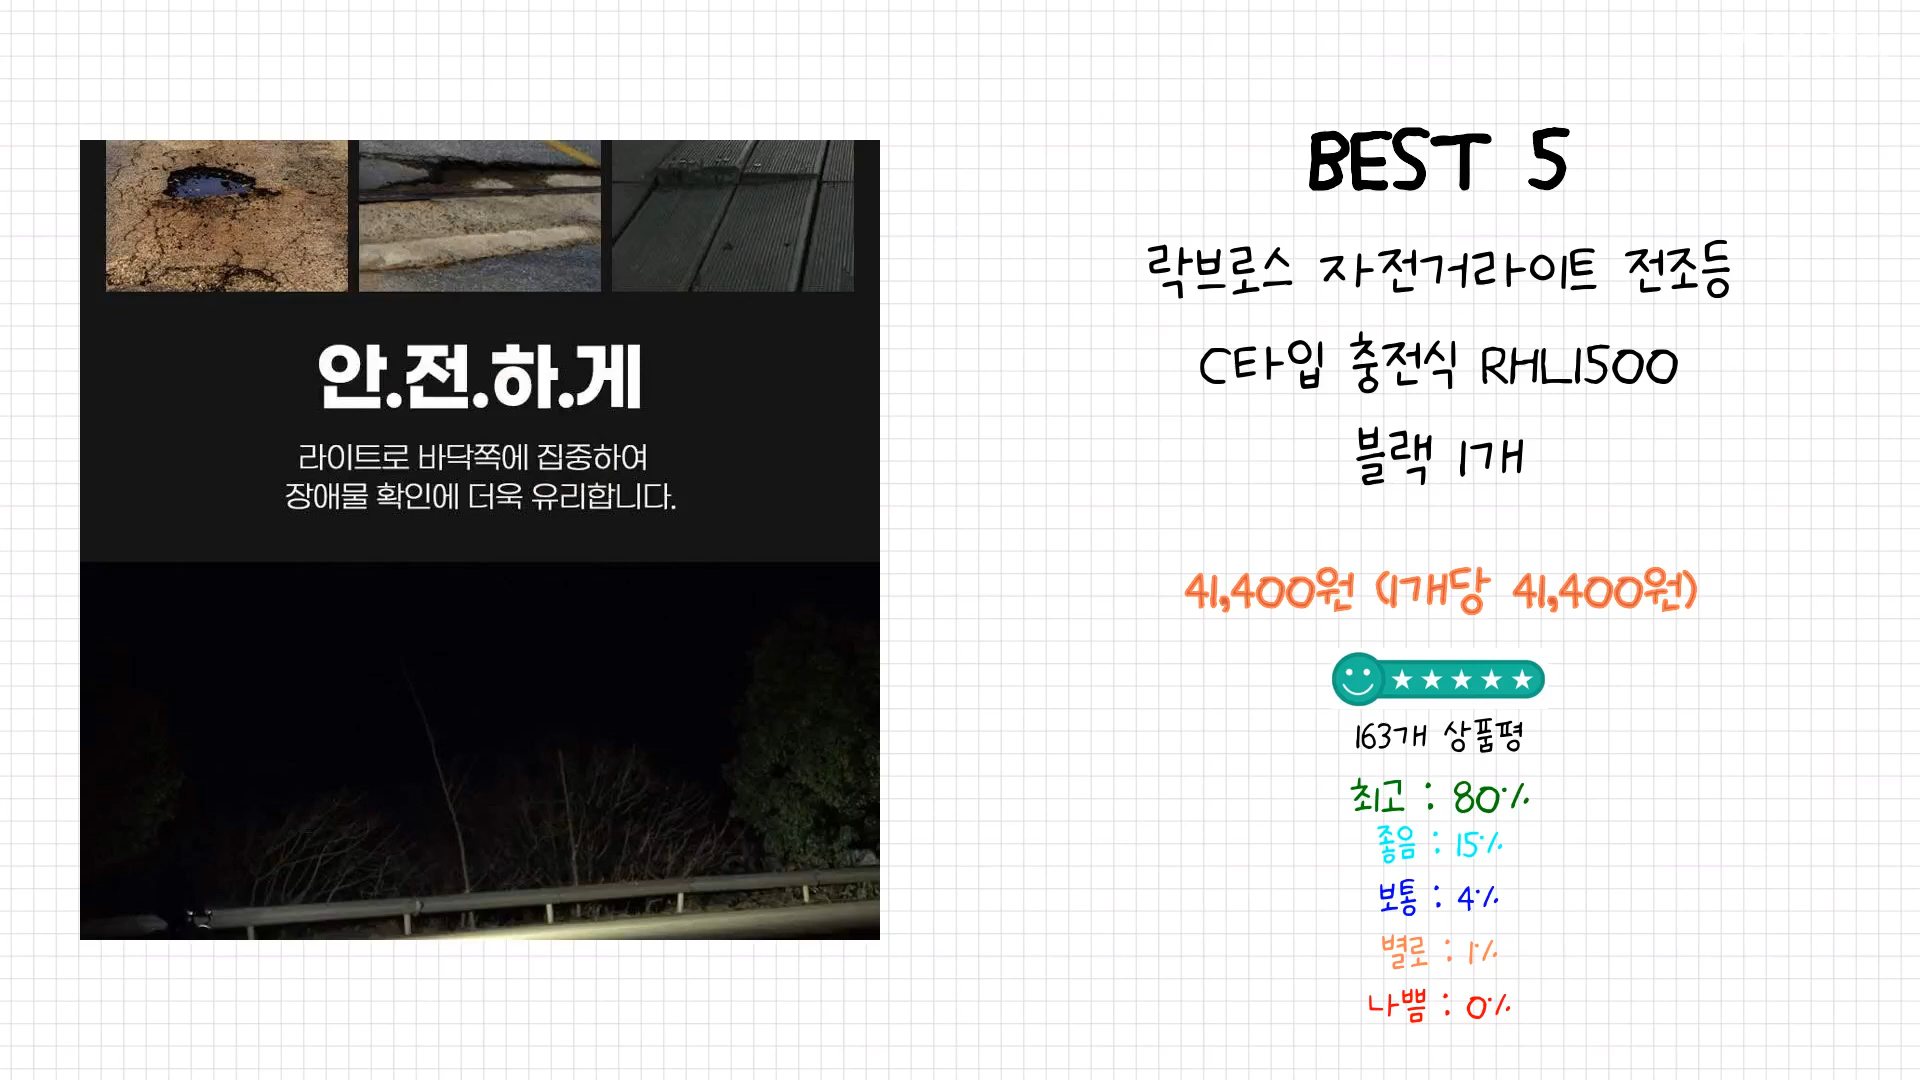 안.전.하.게
라이트로 바닥쪽에 집중하여
장애물 확인에 더욱 유리합니다.
BEST 5
락브로스 자전거라이트 전조등
C타입 충전식 RHL1500
블랙 1개
41,400원 (1개당 41,400원)
163개 상품평
최고 : 80%
좋음 : 15%
보통 : 4%
별로 : 1%
나쁨 : 0%